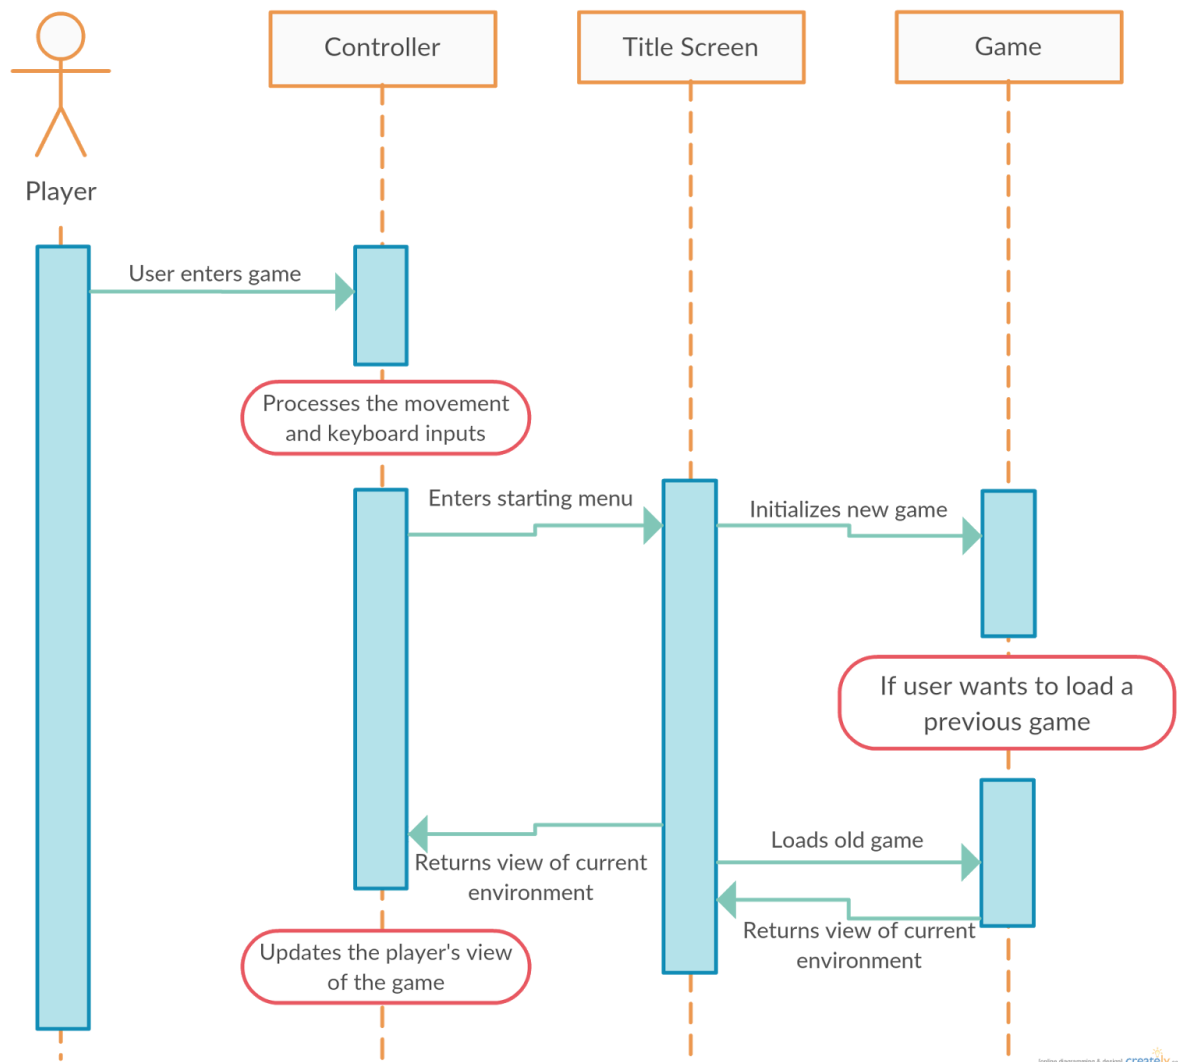 Controller
Title Screen
Game
Player
User enters game
Processes the movement
and keyboard inputs
Enters starting menu
Initializes new game
If user wants to load a
previous game
Loads old game
Returns view of current
environment
Returns view of current
environment
Updates the player's view
of the game
creately